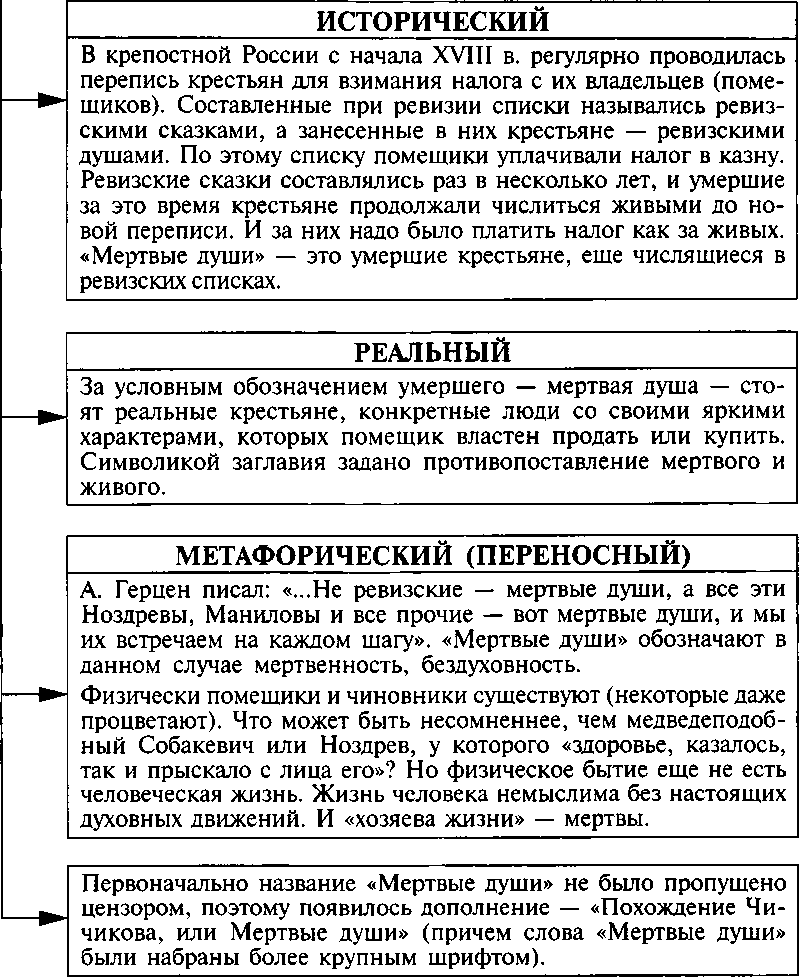 ИСТОРИЧЕСКИЙ
В крепостной России с начала XVIII в. регулярно проводилась
перепись крестьян для взимания налога с их владельцев (поме-
щиков). Составленные при ревизии списки назывались ревиз-
скими сказками, а занесенные в них крестьяне — ревизскими
душами. По этому списку помещики уплачивали налог в казну.
Ревизские сказки составлялись раз в несколько лет, и умершие
за это время крестьяне продолжали числиться живыми до но-
вой переписи. И за них надо было платить налог как за живых.
«Мертвые души» — это умершие крестьяне, еще числящиеся в
ревизских списках.
РЕАЛЬНЫЙ
За условным обозначением умершего — мертвая душа — сто-
ят реальные крестьяне, конкретные люди со своими яркими
характерами, которых помещик властен продать или купить.
Символикой заглавия задано противопоставление мертвого и
живого.
МЕТАФОРИЧЕСКИЙ (ПЕРЕНОСНЫЙ)
А. Герцен писал: «...Не ревизские — мертвые души, а все эти
Ноздревы, Маниловы и все прочие — вот мертвые души, и мы
их встречаем на каждом шагу». «Мертвые души» обозначают в
данном случае мертвенность, бездуховность.
Физически помещики и чиновники существуют (некоторые даже
процветают). Что может быть несомненнее, чем медведеподоб-
ный Собакевич или Ноздрев, у которого «здоровье, казалось,
так и прыскало с лица его»? Но физическое бытие еще не есть
человеческая жизнь. Жизнь человека немыслима без настоящих
духовных движений. И «хозяева жизни» — мертвы.
Первоначально название «Мертвые души» не было пропущено
цензором, поэтому появилось дополнение — «Похождение Чи-
чикова, или Мертвые души» (причем слова «Мертвые души»
были набраны более крупным шрифтом).